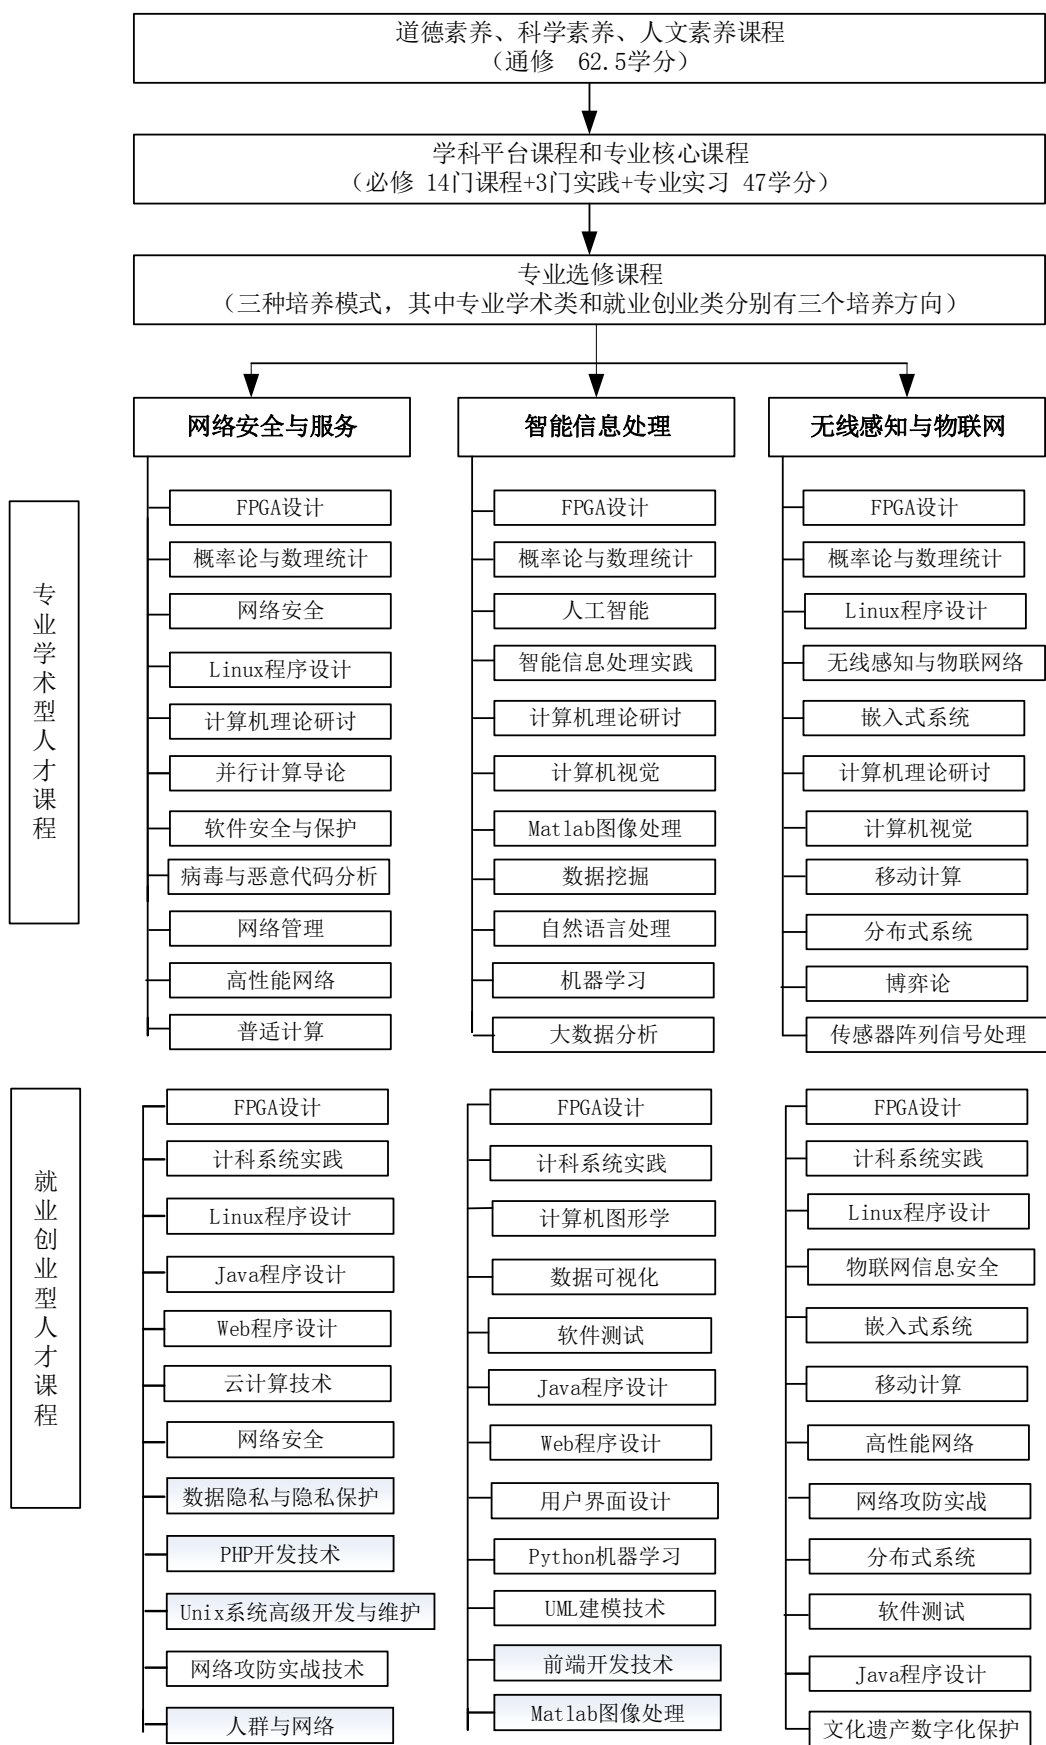 道德素养、科学素养、人文素养课程
（通修 62.5学分）
学科平台课程和专业核心课程
（必修 14门课程+3门实践+专业实习 47学分）
专业选修课程
（三种培养模式，其中专业学术类和就业创业类分别有三个培养方向）
网络安全与服务
智能信息处理
无线感知与物联网
专业学术型人才课程
FPGA设计
概率论与数理统计
网络安全
Linux程序设计
计算机理论研讨
并行计算导论
软件安全与保护
病毒与恶意代码分析
网络管理
高性能网络
普适计算
FPGA设计
概率论与数理统计
人工智能
智能信息处理实践
计算机理论研讨
计算机视觉
Matlab图像处理
数据挖掘
自然语言处理
机器学习
大数据分析
FPGA设计
概率论与数理统计
Linux程序设计
无线感知与物联网络
嵌入式系统
计算机理论研讨
计算机视觉
移动计算
分布式系统
博弈论
传感器阵列信号处理
就业创业型人才课程
FPGA设计
计科系统实践
Linux程序设计
Java程序设计
Web程序设计
云计算技术
网络安全
数据隐私与隐私保护
PHP开发技术
Unix系统高级开发与维护
网络攻防实战技术
人群与网络
FPGA设计
计科系统实践
计算机图形学
数据可视化
软件测试
Java程序设计
Web程序设计
用户界面设计
Python机器学习
UML建模技术
前端开发技术
Matlab图像处理
FPGA设计
计科系统实践
Linux程序设计
物联网信息安全
嵌入式系统
移动计算
高性能网络
网络攻防实战
分布式系统
软件测试
Java程序设计
文化遗产数字化保护